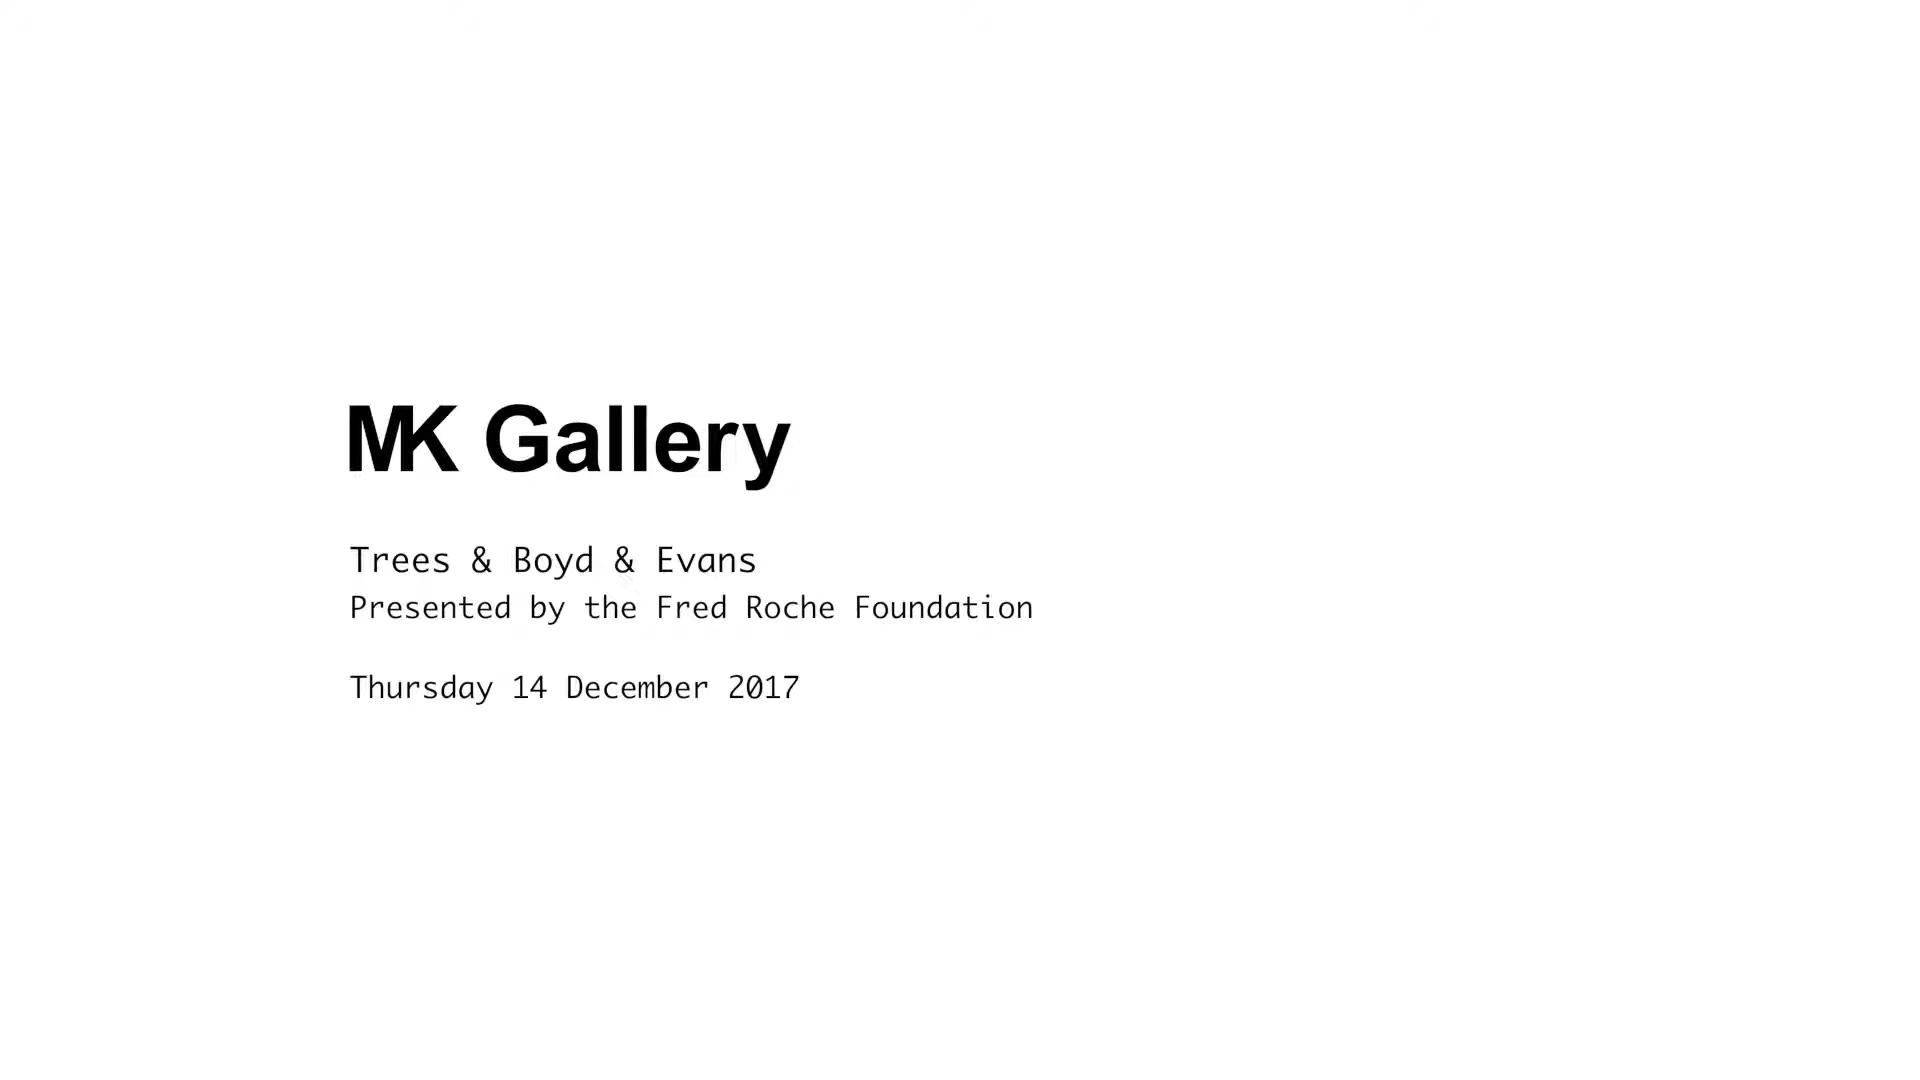 MK Gallery
Trees & Boyd & Evans
Presented by the Fred Roche Foundation
Thursday 14 December 2017